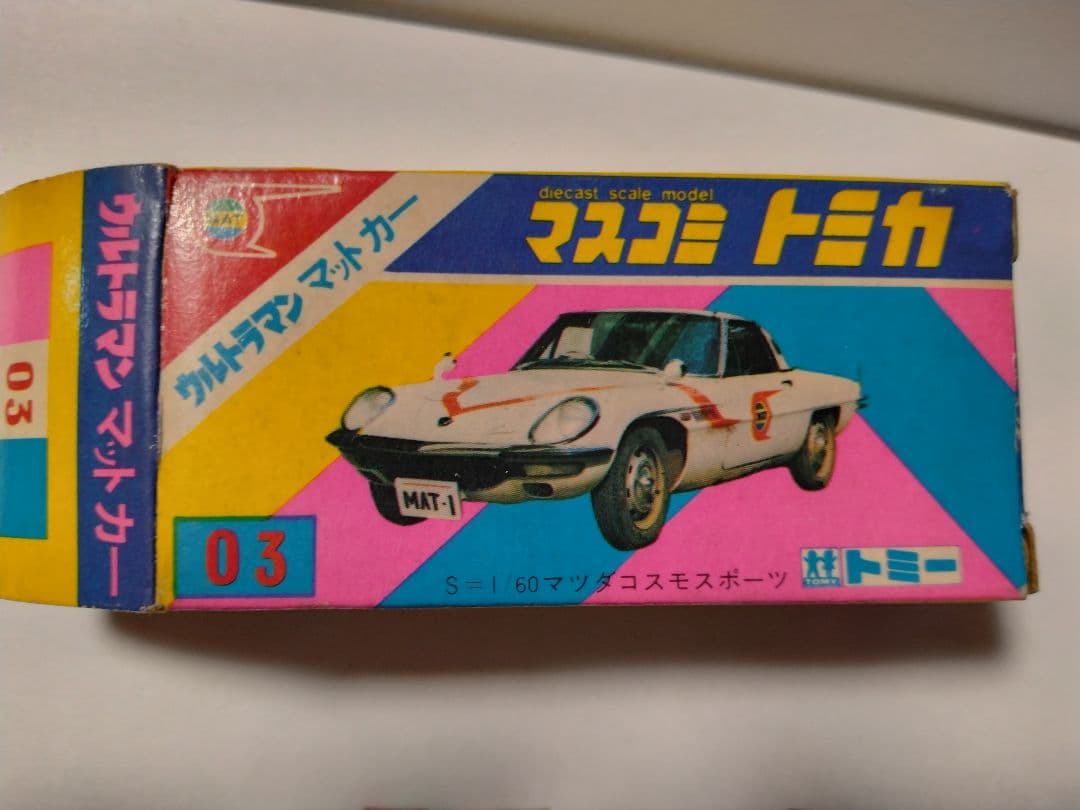 ウルトラマン マットカー
03
MAT
ウルトラマン マットカー
diecast scale model
マスコミ トミカ
MAT-1
03
S=1/60マツダコスモスポーツ
TOMY
トミー